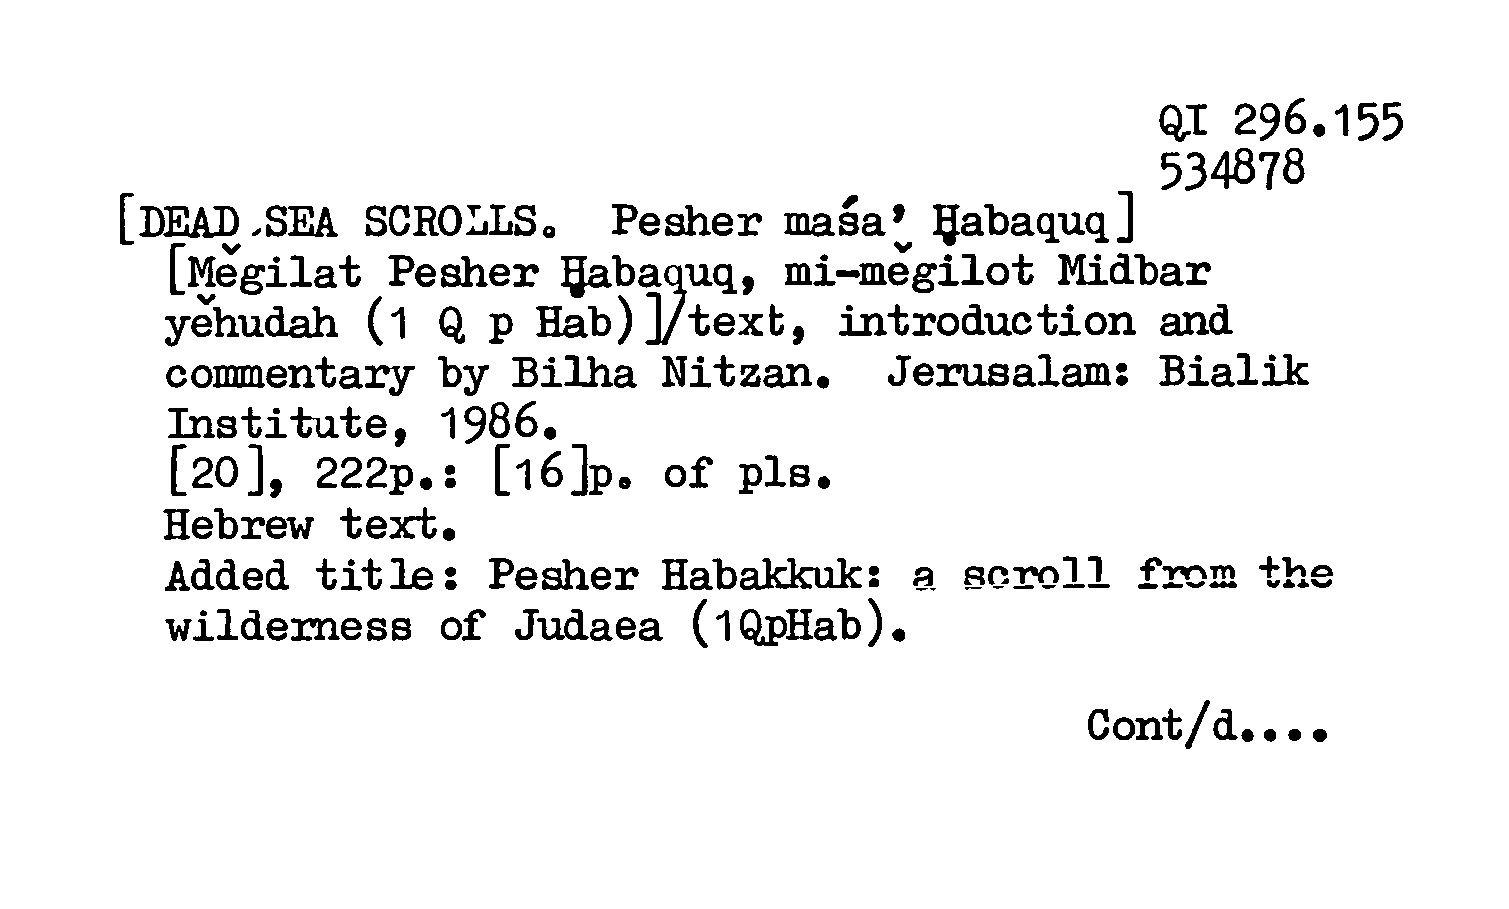 QI 296.155
534878
[DEAD SEA SCROLLS. Pesher maśa' Ḥabaquq]
[Mĕgilat Pesher Ḥabaquq, mi-mĕgilot Midbar
yĕhudah (1 Q p Hab)]/text, introduction and
commentary by Bilha Nitzan. Jerusalam: Bialik
Institute, 1986.
[20], 222p.: [16]p. of pls.
Hebrew text.
Added title: Pesher Habakkuk: a scroll from the
wilderness of Judaea (1QpHab).
Cont/d....